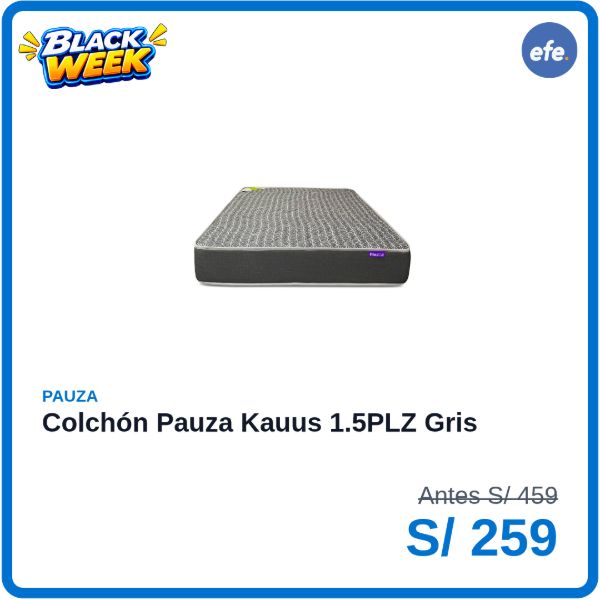 BLACK
WEEK
efe.
PAUZA
Colchón Pauza Kauus 1.5PLZ Gris
Antes S/ 459
S/ 259